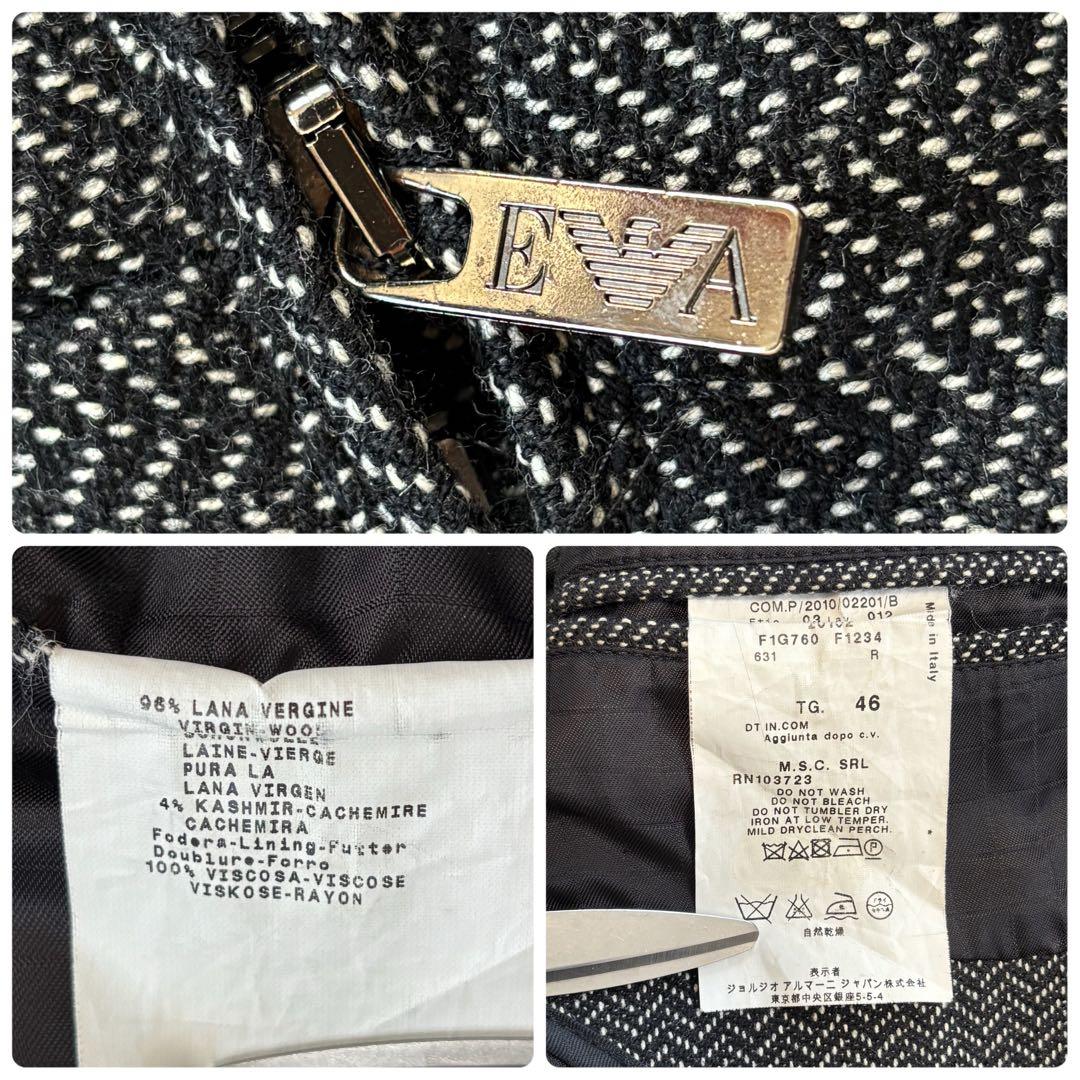 E A
96% LANA VERGINE
VIRGIN-WOOL
LAINE-VIERGE
PURA LA
LANA VIRGEN
4% KASHMIR-CACHEMIRE
CACHEMIRA
Fodera-Lining-Futter
Doublure-Forro
100% VISCOSA-VISCOSE
VISKOSE-RAYON
COM.P/2010/02201/B
012
F1G760 F1234
631 R
Made in Italy
TG. 46
DT IN.COM
Aggiunta dopo c.v.
M.S.C. SRL
RN103723
DO NOT WASH
DO NOT BLEACH
DO NOT TUMBLER DRY
IRON AT LOW TEMPER.
MILD DRYCLEAN PERCH.
P
自然乾燥
表示者
ジョルジオ アルマーニ ジャパン株式会社
東京都中央区銀座5-5-4